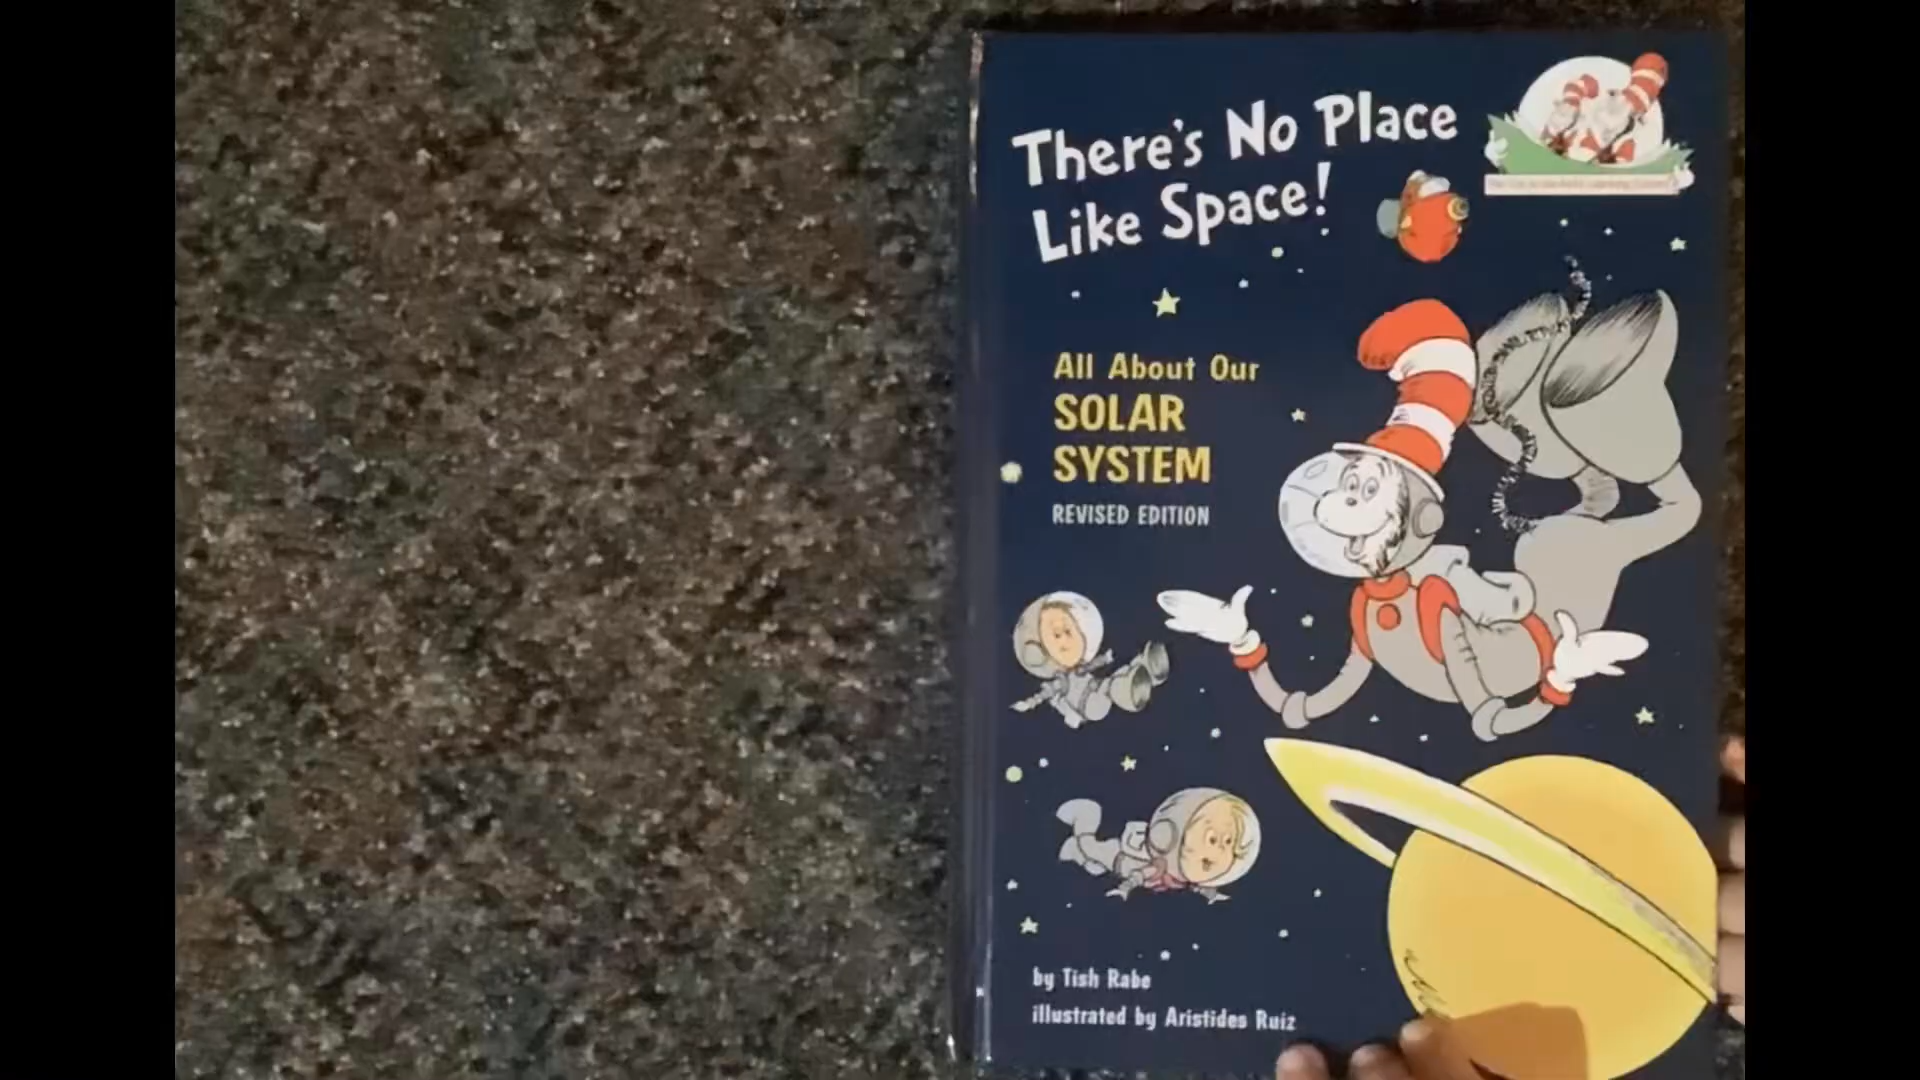 There's No Place
Like Space!
All About Our
SOLAR
SYSTEM
REVISED EDITION
by Tish Rabe
illustrated by Aristides Ruiz